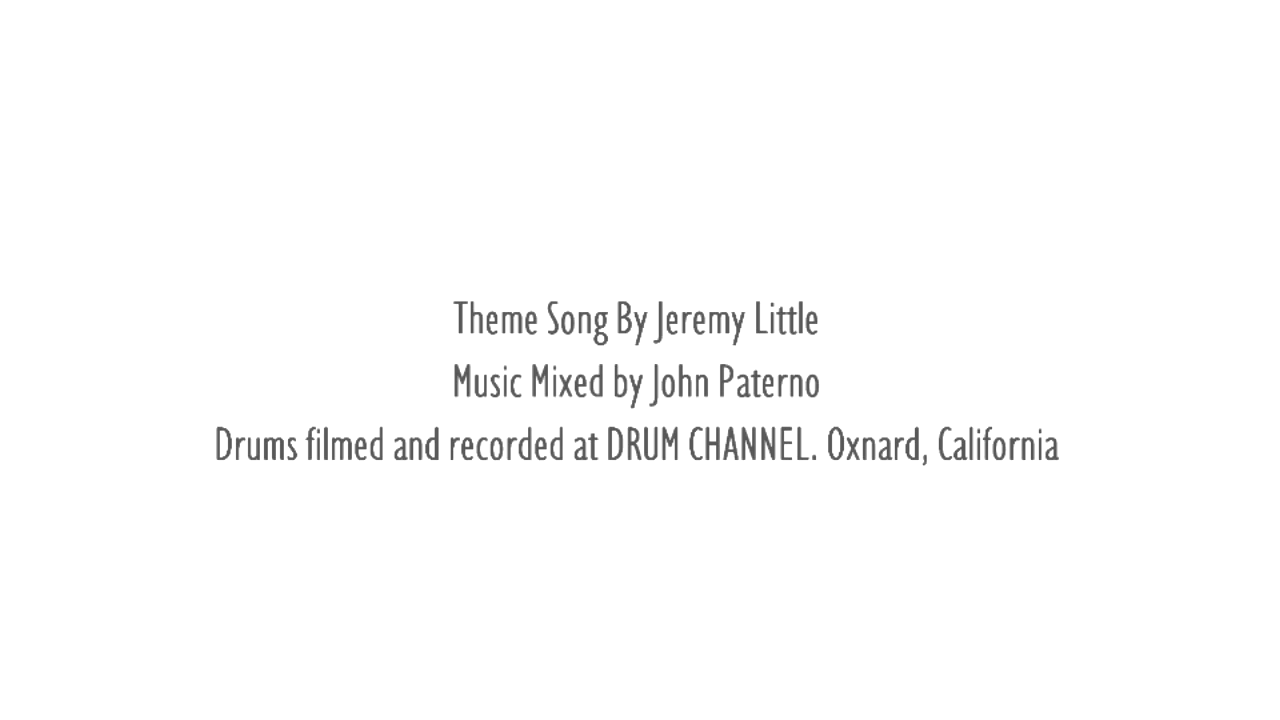 Theme Song By Jeremy Little
Music Mixed by John Paterno
Drums filmed and recorded at DRUM CHANNEL. Oxnard, California